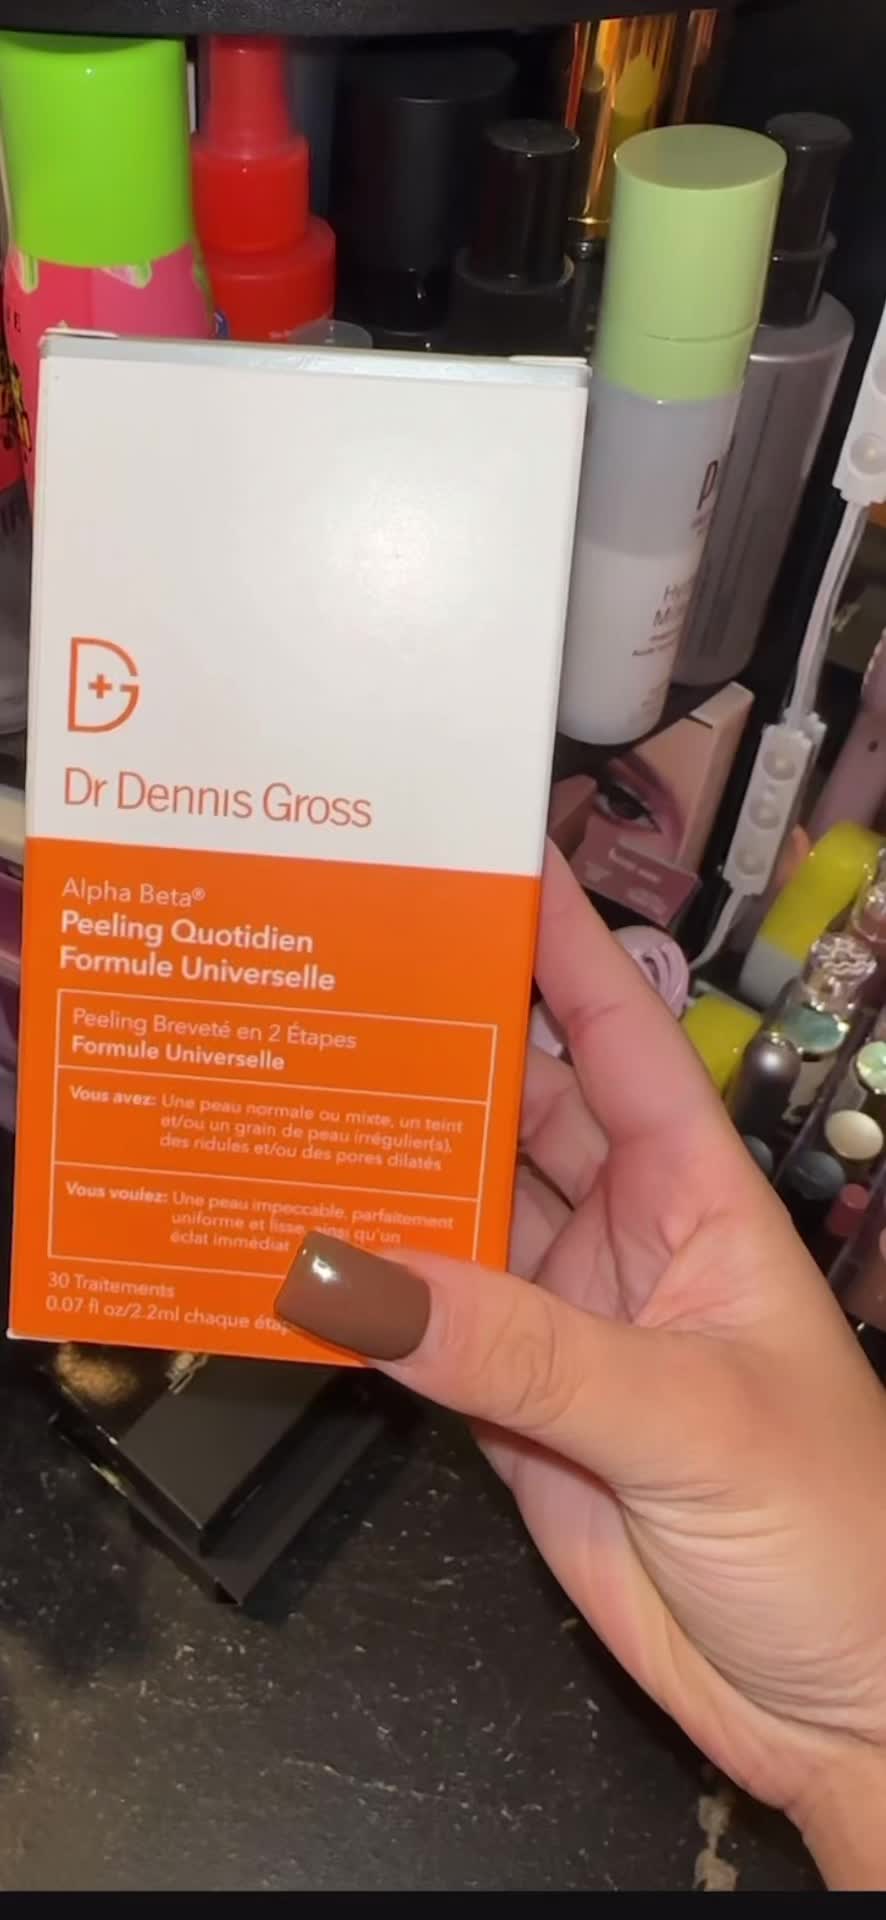 Dr Dennis Gross
Alpha Beta®
Peeling Quotidien
Formule Universelle
Peeling Breveté en 2 Étapes
Formule Universelle
Vous avez: Une peau normale ou mixte, un teint
et/ou un grain de peau irrégulier(s),
des ridules et/ou des pores dilatés
Vous voulez: Une peau impeccable, parfaitement
uniforme et lisse, ainsi qu'un
éclat immédiat
30 Traitements
0.07 fl oz/2.2ml chaque